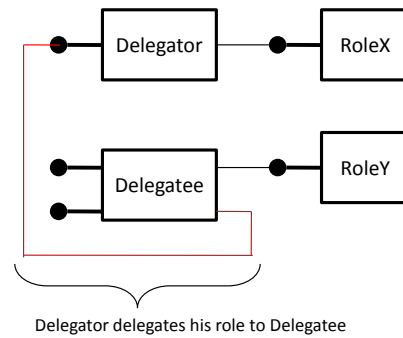 Delegator
RoleX
Delegatee
RoleY
Delegator delegates his role to Delegatee